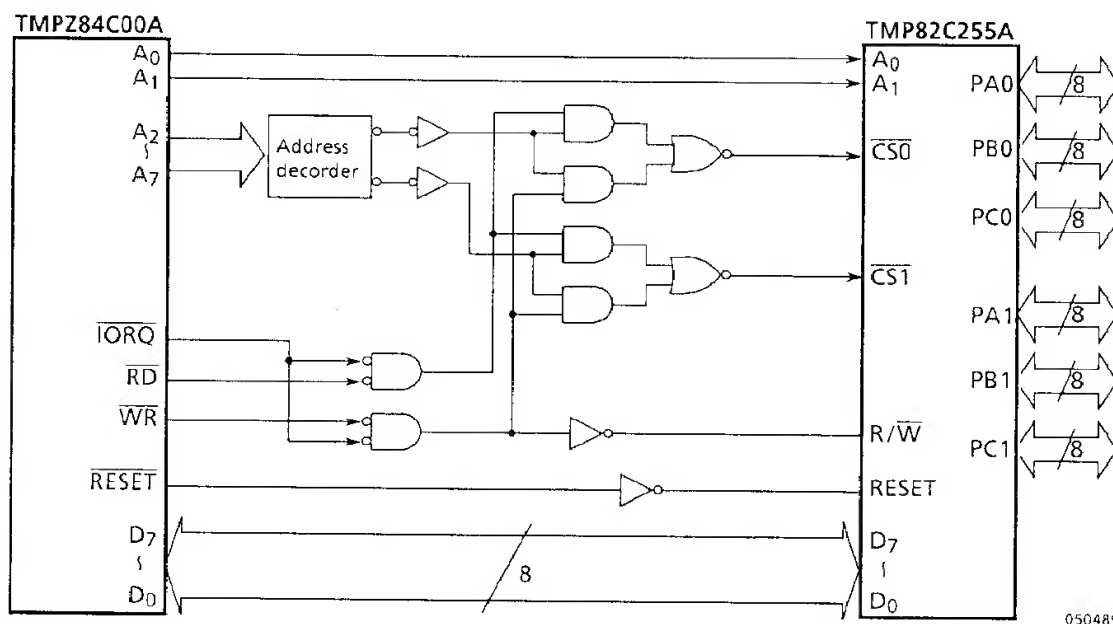 TMPZ84C00A
TMP82C255A
A0
A1
A2
~
A7
Address
decorder
IORQ
RD
WR
RESET
D7
~
D0
8
A0
A1
CS0
CS1
R/W
RESET
D7
~
D0
PA0
8
PB0
8
PC0
8
PA1
8
PB1
8
PC1
8